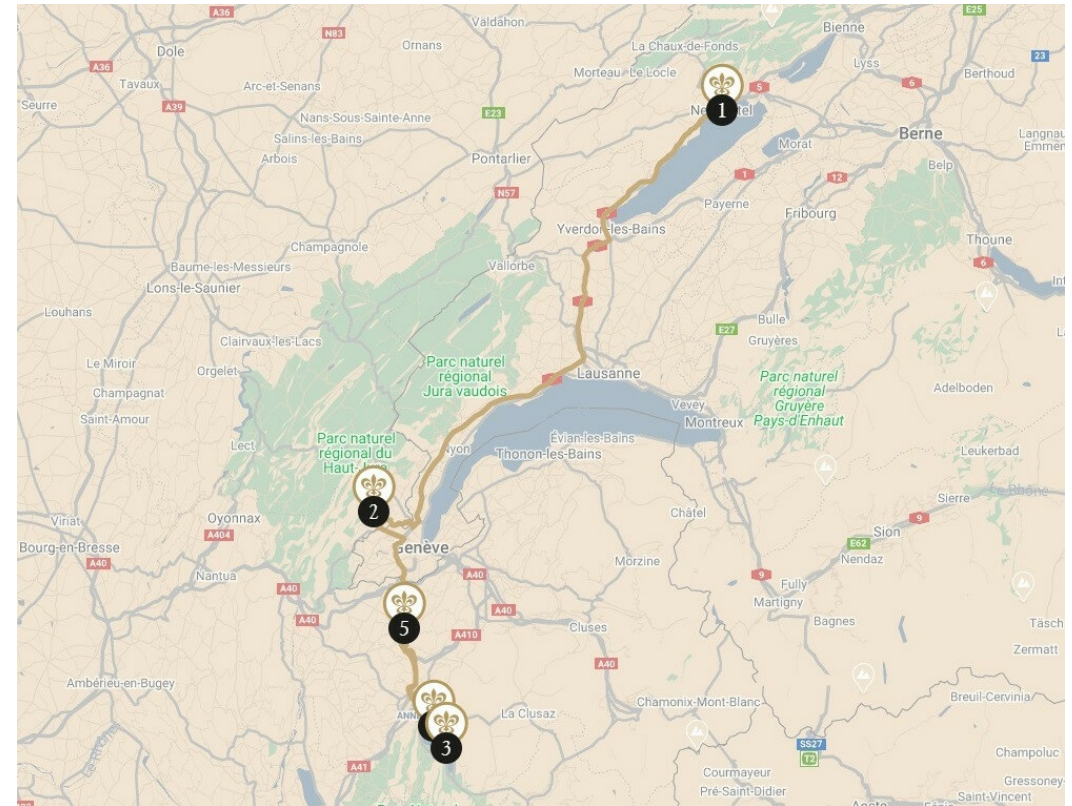 A36
N83
Valdahon
E25
Bienne
Dole
Ornans
La Chaux-de-Fonds
Lyss
23
A36
Tavaux
Arc-et-Senans
Morteau
Le Locle
5
6
Berthoud
Seurre
A39
Nans-Sous-Sainte-Anne
E23
1
Berne
Salins-les-Bains
Arbois
Pontarlier
Morat
Belp
N57
1
12
Payerne
Fribourg
Champagnole
Yverdon-les-Bains
Thoune
Baume-les-Messieurs
Vallorbe
6
Lons-le-Saunier
Louhans
Bulle
E27
Gruyères
Clairvaux-les-Lacs
Le Miroir
Orgelet
Parc naturel
régional
Jura vaudois
Lausanne
Parc naturel
régional
Gruyère
Pays-d'Enhaut
Adelboden
Champagnat
Vevey
Saint-Amour
Montreux
Parc naturel
régional du
Haut-Jura
Lect
Nyon
Évian-les-Bains
Thonon-les-Bains
Leukerbad
Le Rhône
Sierre
2
Châtel
Viriat
Oyonnax
9
Sion
A404
Bourg-en-Bresse
Genève
E62
Nendaz
A40
Nantua
Morzine
A40
9
Fully
A40
Martigny
A40
A40
Bagnes
5
Cluses
Täsch
A410
Zermatt
A40
Ambérieu-en-Bugey
Breuil-Cervinia
Chamonix-Mont-Blanc
La Clusaz
3
SS27
T2
Champoluc
A41
Courmayeur
Gressoney-
Pré-Saint-Didier
Saint-Vincent